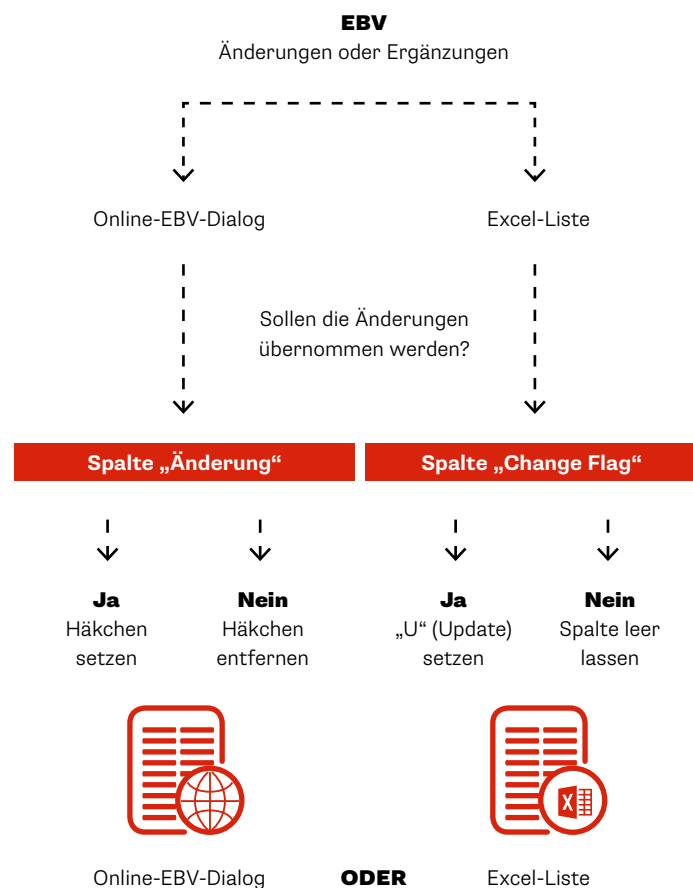 EBV
Änderungen oder Ergänzungen
Online-EBV-Dialog
Excel-Liste
Sollen die Änderungen
übernommen werden?
Spalte „Änderung“
Spalte „Change Flag“
Ja
Häkchen
setzen
Nein
Häkchen
entfernen
Ja
„U“ (Update)
setzen
Nein
Spalte leer
lassen
X
Online-EBV-Dialog
ODER
Excel-Liste